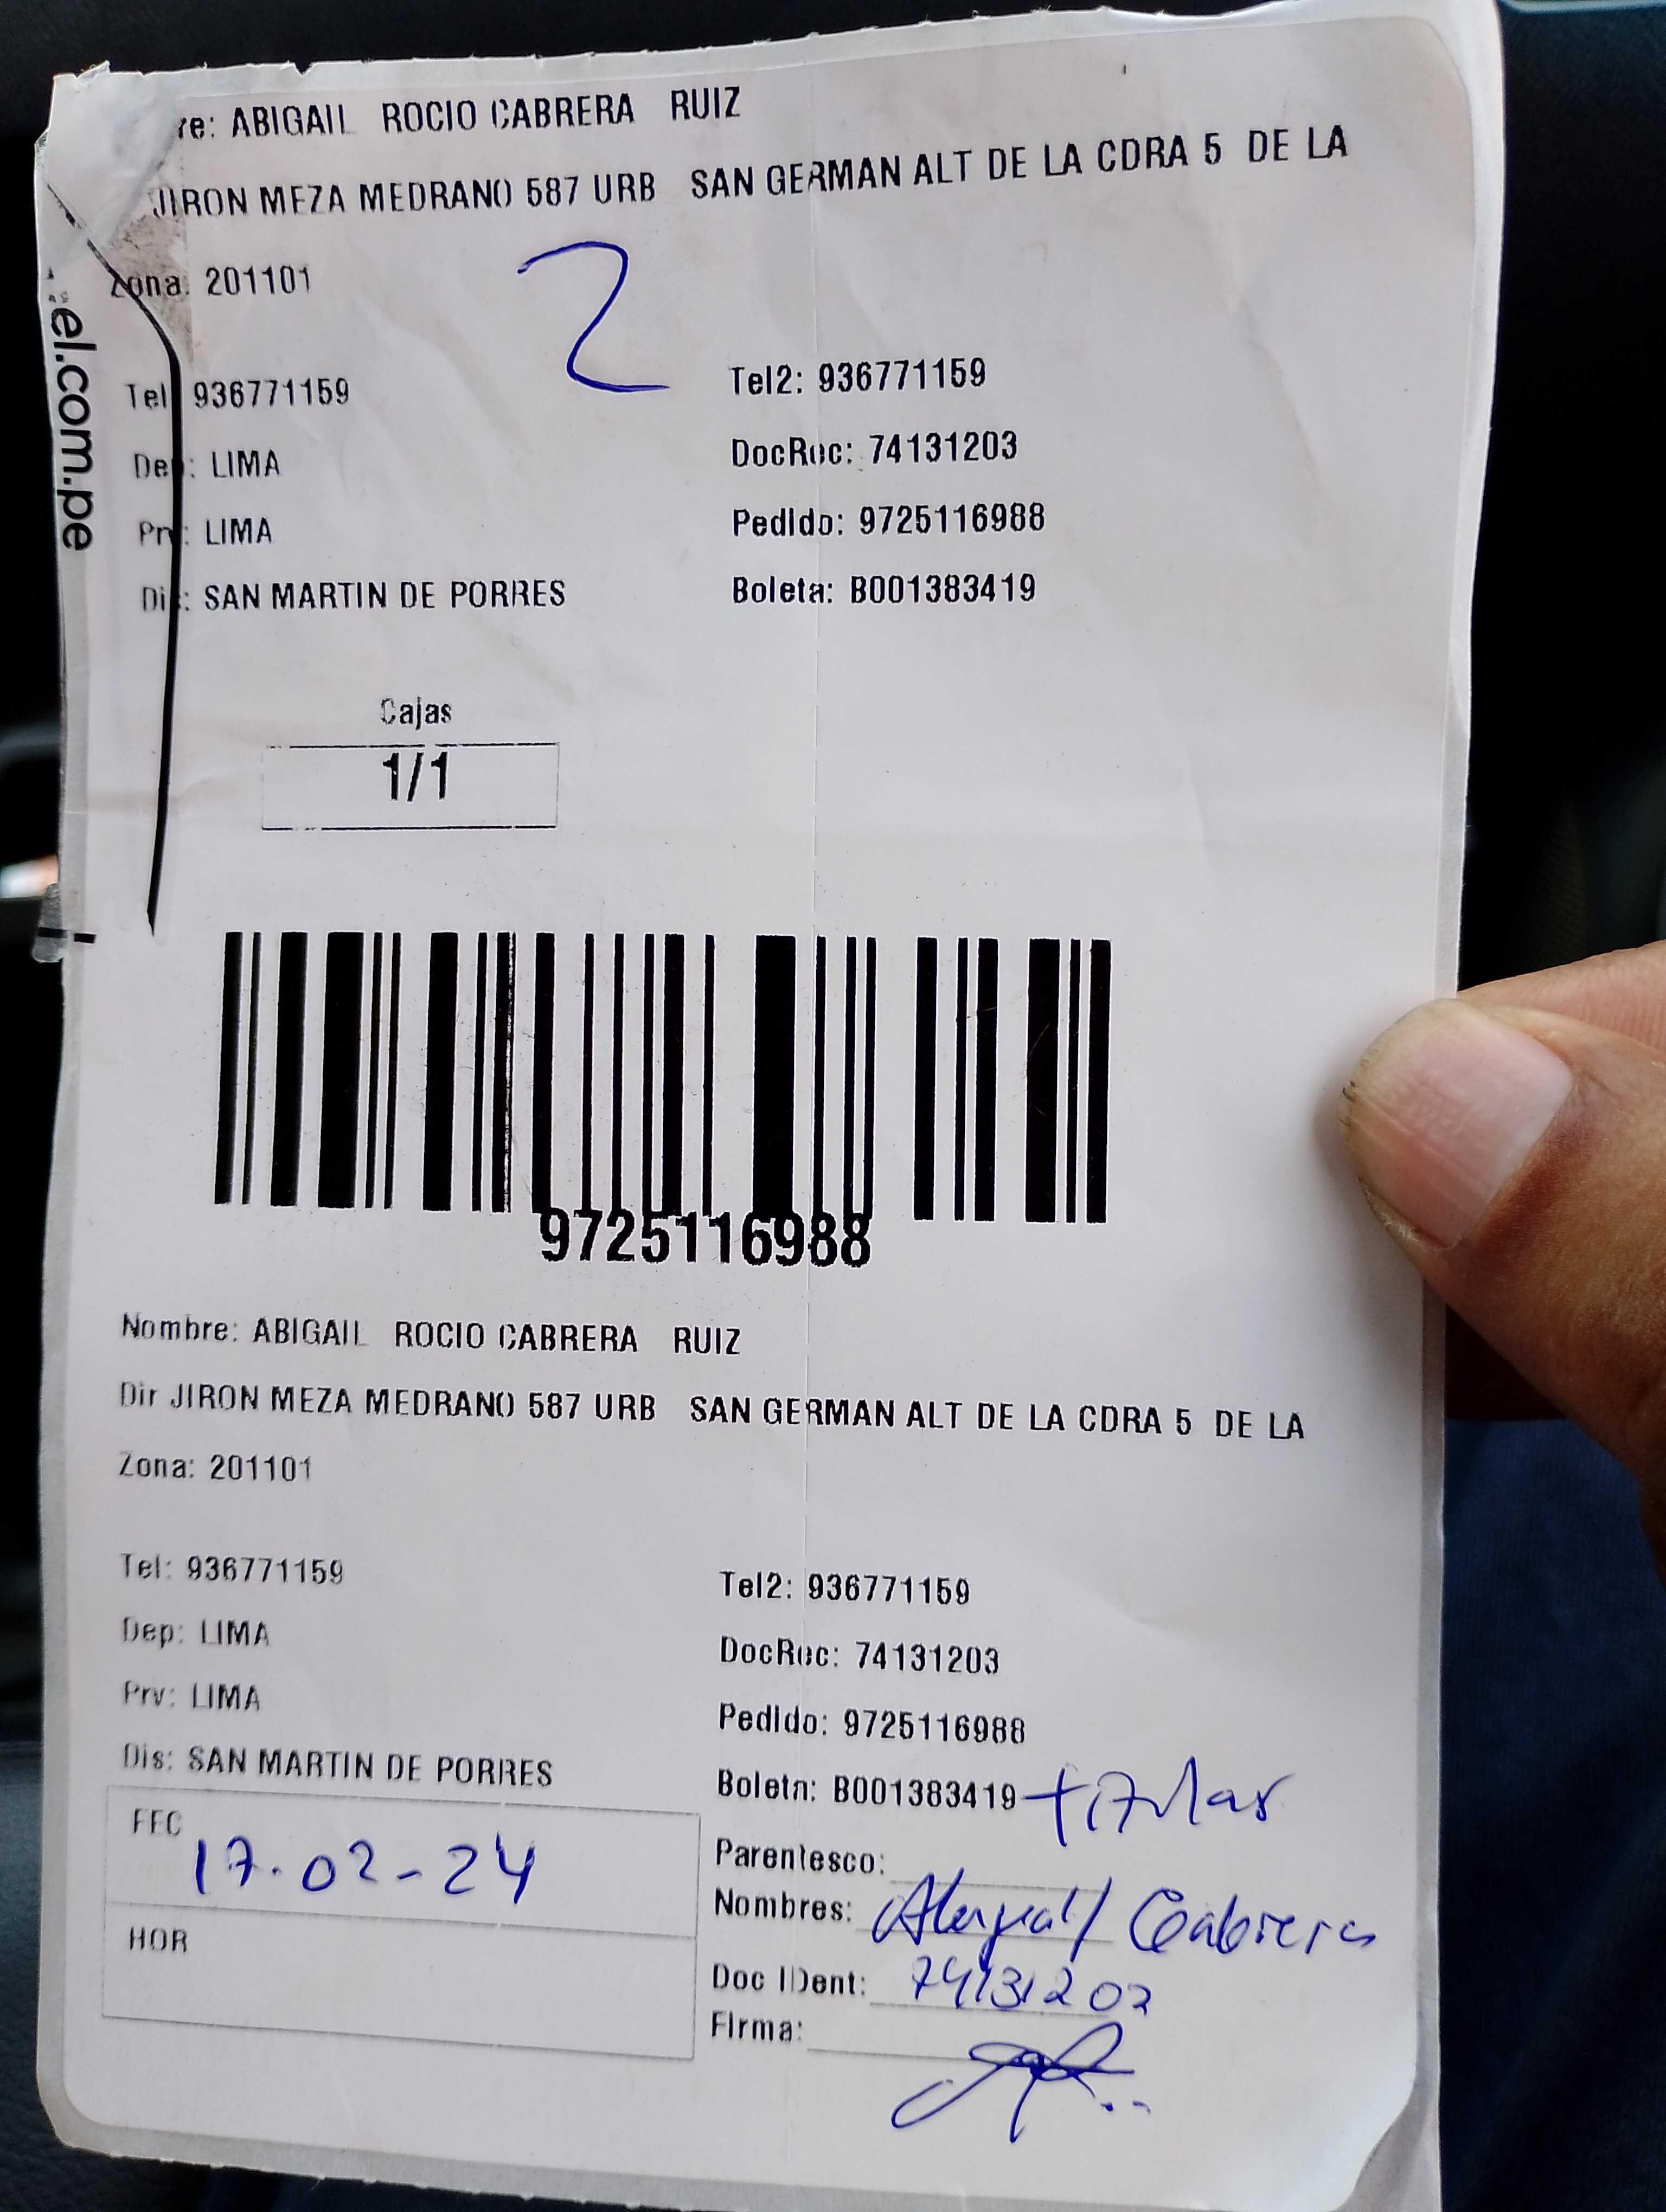 re: ABIGAIL ROCIO CABRERA RUIZ
JIRON MEZA MEDRANO 587 URB SAN GERMAN ALT DE LA CDRA 5 DE LA
Zona: 201101
2
el.com.pe
Tel 936771159
Tel2: 936771159
De : LIMA
DocRec: 74131203
Prv: LIMA
Pedido: 9725116988
Di : SAN MARTIN DE PORRES
Boleta: B001383419
Cajas
1/1
9725116988
Nombre: ABIGAIL ROCIO CABRERA RUIZ
Dir JIRON MEZA MEDRANO 587 URB SAN GERMAN ALT DE LA CDRA 5 DE LA
Zona: 201101
Tel: 936771159
Tel2: 936771159
Dep: LIMA
DocRec: 74131203
Prv: LIMA
Pedido: 9725116988
Dis: SAN MARTIN DE PORRES
Boleta: B001383419
titular
FEC
17-02-24
HOR
Parentesco:
Nombres: Abigail Cabrera
Doc IDent: 74131203
Firma: